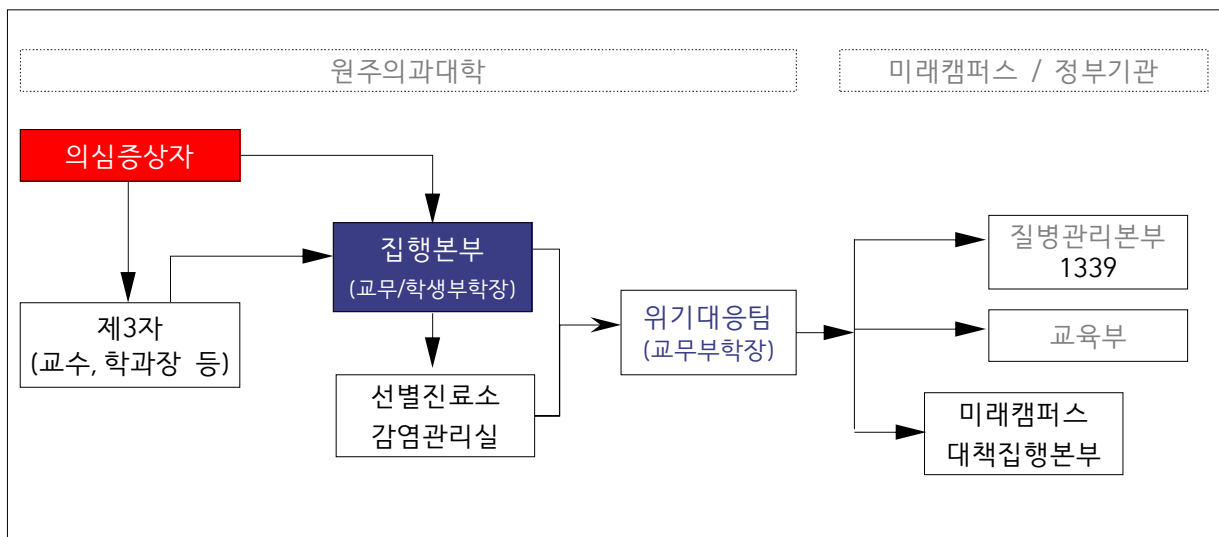 원주의과대학
미래캠퍼스 / 정부기관
의심증상자
집행본부
(교무/학생부학장)
제3자
(교수, 학과장 등)
선별진료소
감염관리실
위기대응팀
(교무부학장)
질병관리본부
1339
교육부
미래캠퍼스
대책집행본부